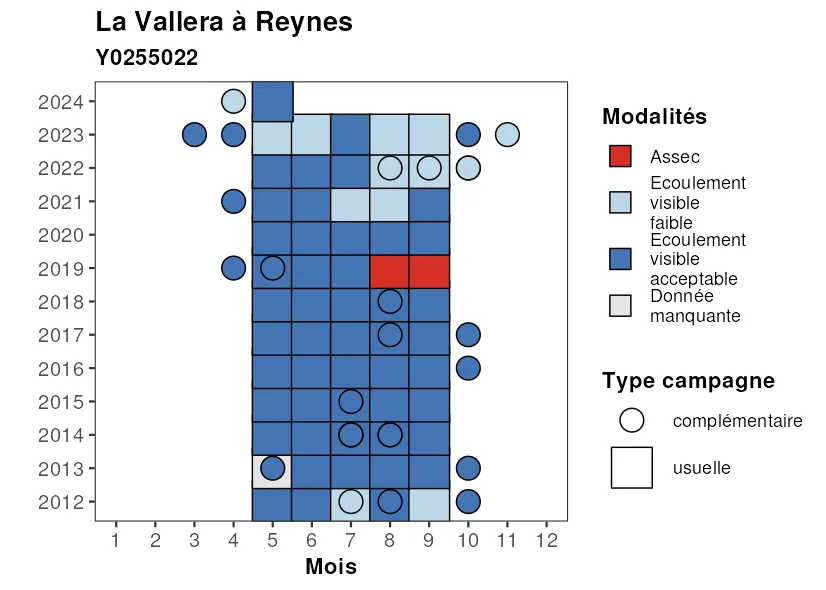 La Vallera à Reynes
Y0255022
2024
2023
2022
2021
2020
2019
2018
2017
2016
2015
2014
2013
2012
1 2 3 4 5 6 7 8 9 10 11 12
Mois
Modalités
Assec
Ecoulement
visible
faible
Ecoulement
visible
acceptable
Donnée
manquante
Type campagne
complémentaire
usuelle